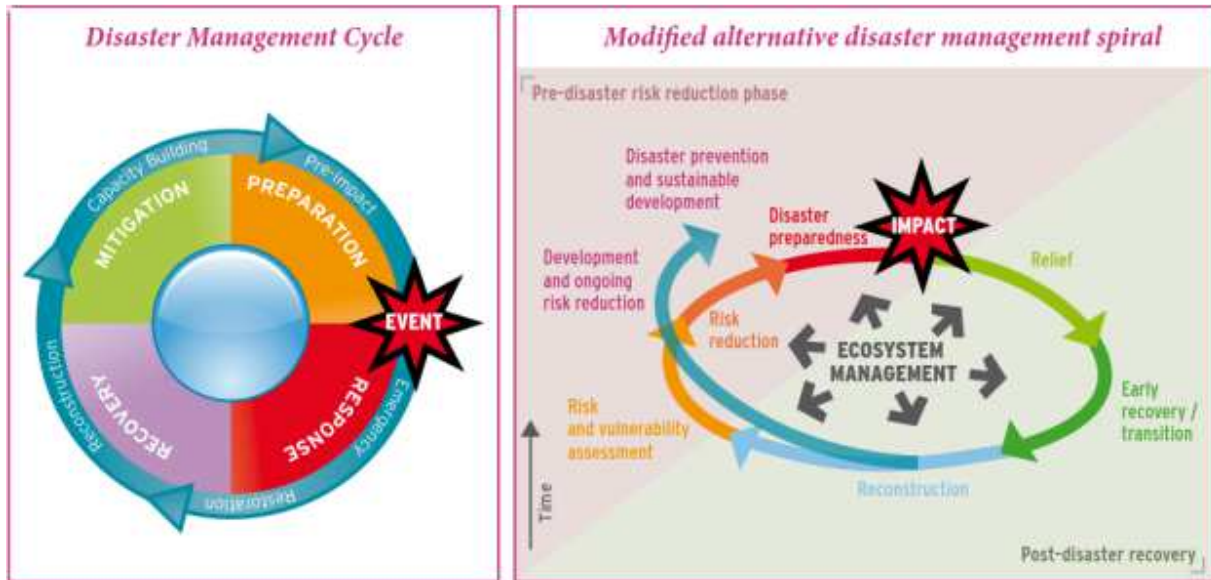 Disaster Management Cycle
Capacity Building
Pre-impact
MITIGATION
PREPARATION
EVENT
RECOVERY
RESPONSE
Reconstruction
Emergency
Restoration
Modified alternative disaster management spiral
Pre-disaster risk reduction phase
Disaster prevention
and sustainable
development
Disaster
preparedness
IMPACT
Relief
Development
and ongoing
risk reduction
Risk
reduction
ECOSYSTEM
MANAGEMENT
Early
recovery /
transition
Risk
and vulnerability
assessment
Reconstruction
Time
Post-disaster recovery